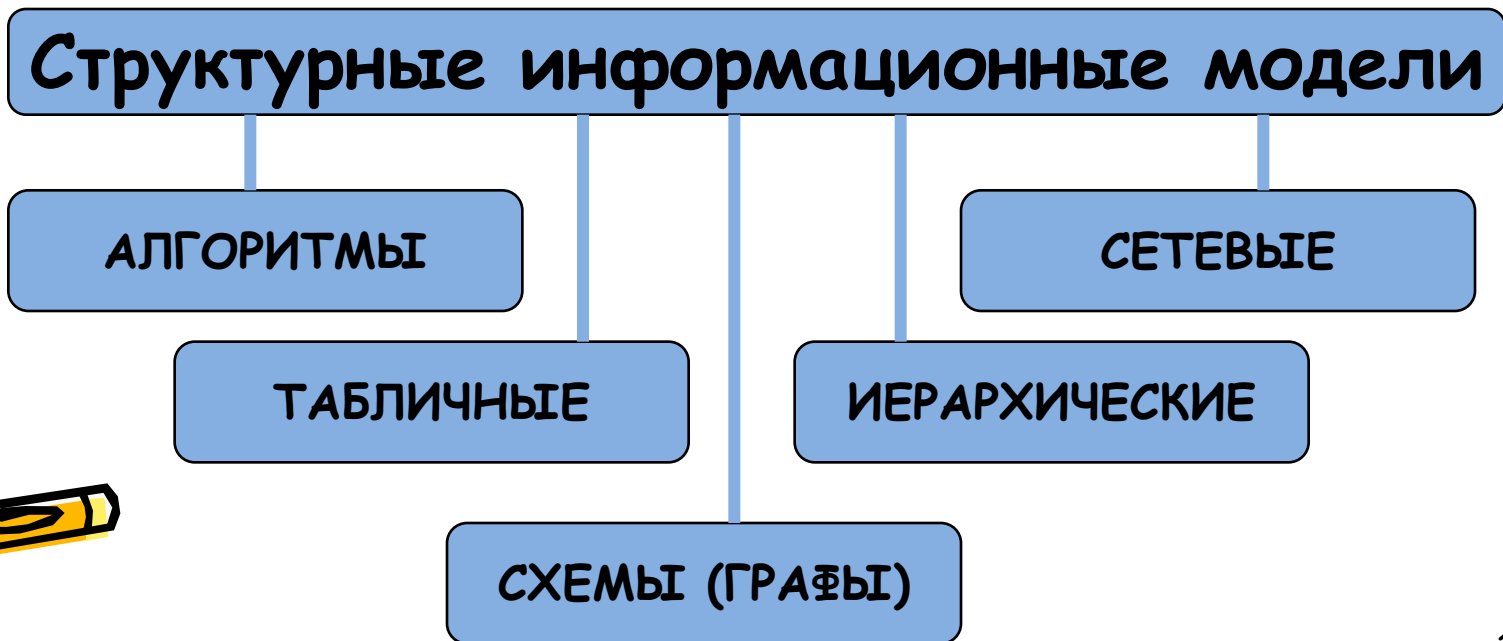 Структурные информационные модели
АЛГОРИТМЫ
СЕТЕВЫЕ
ТАБЛИЧНЫЕ
ИЕРАРХИЧЕСКИЕ
СХЕМЫ (ГРАФЫ)